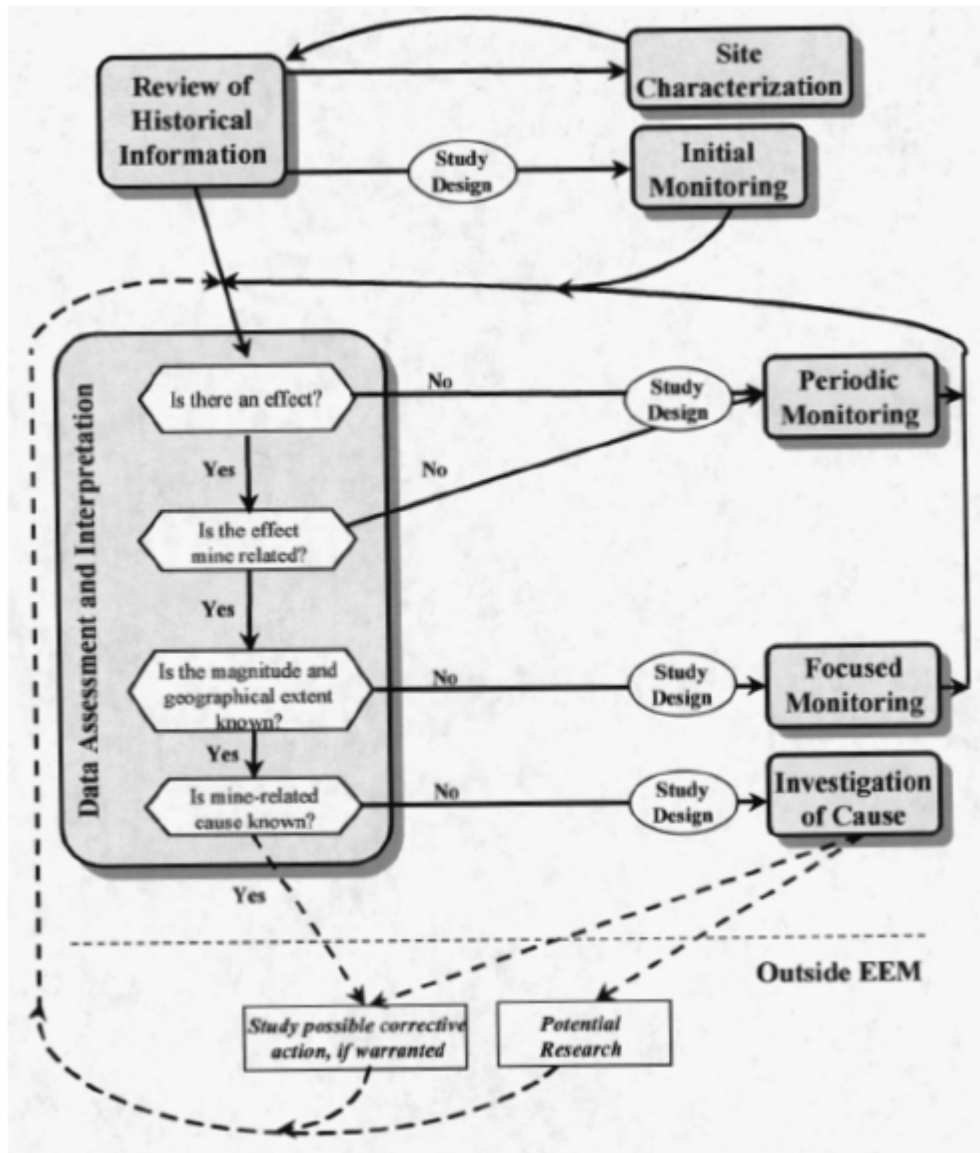 Review of
Historical
Information
Site
Characterization
Study
Design
Initial
Monitoring
Data Assessment and Interpretation
Is there an effect?
No
Study
Design
Periodic
Monitoring
Yes
No
Is the effect
mine related?
Yes
Is the magnitude and
geographical extent
known?
No
Study
Design
Focused
Monitoring
Yes
Is mine-related
cause known?
No
Study
Design
Investigation
of Cause
Yes
Outside EEM
Study possible corrective
action, if warranted
Potential
Research